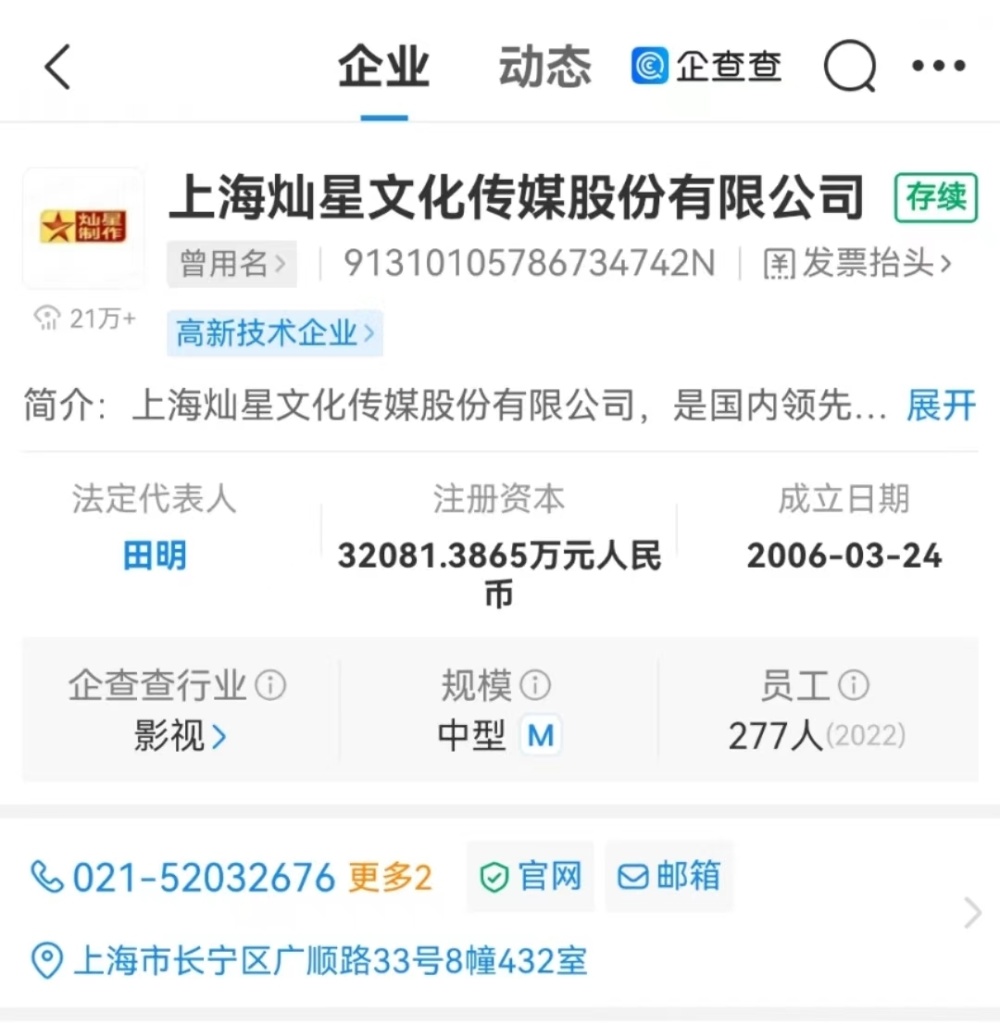 企业 动态 企查查
上海灿星文化传媒股份有限公司 存续
灿星
制作
曾用名 91310105786734742N 发票抬头
21万+
高新技术企业
简介：上海灿星文化传媒股份有限公司，是国内领先... 展开
法定代表人 注册资本 成立日期
田明 32081.3865万元人民币 2006-03-24
企查查行业 规模 员工
影视 中型 M 277人(2022)
021-52032676 更多2 官网 邮箱
上海市长宁区广顺路33号8幢432室